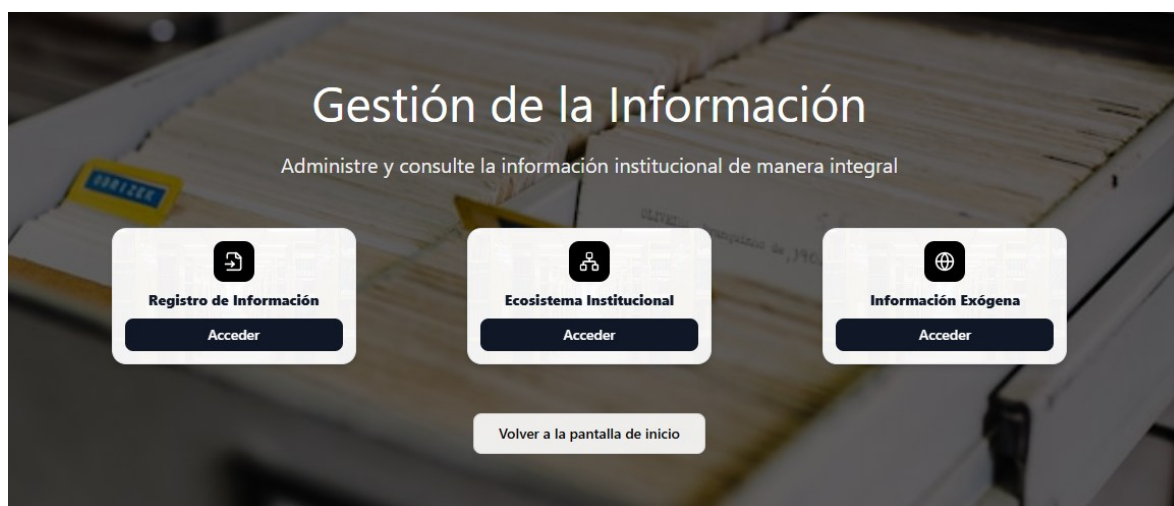 Gestión de la Información
Administre y consulte la información institucional de manera integral
Registro de Información
Acceder
Ecosistema Institucional
Acceder
Información Exógena
Acceder
Volver a la pantalla de inicio